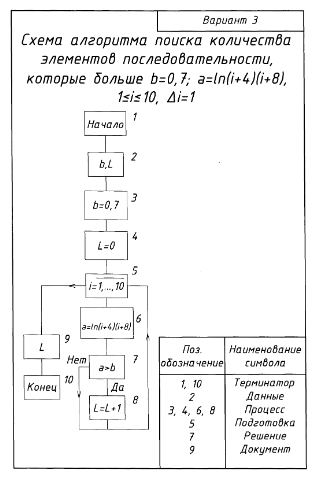 Вариант 3
Схема алгоритма поиска количества
элементов последовательности,
которые больше b=0,7; a=ln(i+4)(i+8),
1≤i≤10, Δi=1
1
Начало
2
b,L
3
b=0,7
4
L=0
5
i=1,...,10
6
a=ln(i+4)(i+8)
9
L
Нет
7
a>b
10
Конец
Да
8
L=L+1
Поз. обозначение
Наименование символа
1, 10 Терминатор
2 Данные
3, 4, 6, 8 Процесс
5 Подготовка
7 Решение
9 Документ